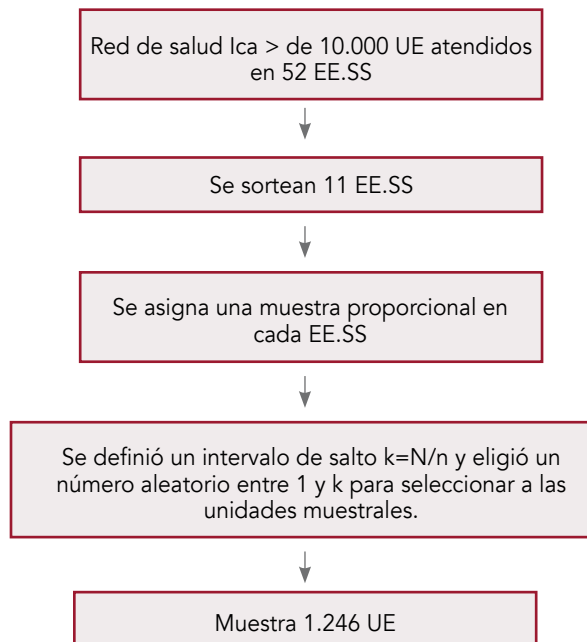 Red de salud Ica > de 10.000 UE atendidos
en 52 EE.SS
Se sortean 11 EE.SS
Se asigna una muestra proporcional en
cada EE.SS
Se definió un intervalo de salto k=N/n y eligió un
número aleatorio entre 1 y k para seleccionar a las
unidades muestrales.
Muestra 1.246 UE